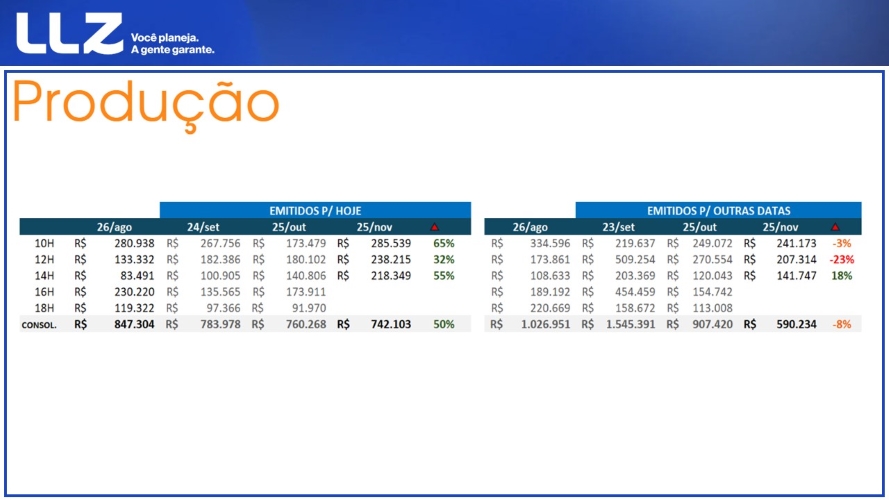 LLZ
Você planeja.
A gente garante.
Produção
EMITIDOS P/ HOJE EMITIDOS P/ OUTRAS DATAS
26/ago 24/set 25/out 25/nov 26/ago 23/set 25/out 25/nov
10H R$ 280.938 R$ 267.756 R$ 173.479 R$ 285.539 65% R$ 334.596 R$ 219.637 R$ 249.072 R$ 241.173 -3%
12H R$ 133.332 R$ 182.386 R$ 180.102 R$ 238.215 32% R$ 173.861 R$ 509.254 R$ 270.554 R$ 207.314 -23%
14H R$ 83.491 R$ 100.905 R$ 140.806 R$ 218.349 55% R$ 108.633 R$ 203.369 R$ 120.043 R$ 141.747 18%
16H R$ 230.220 R$ 135.565 R$ 173.911 R$ 189.192 R$ 454.459 R$ 154.742
18H R$ 119.322 R$ 97.366 R$ 91.970 R$ 220.669 R$ 158.672 R$ 113.008
CONSOL. R$ 847.304 R$ 783.978 R$ 760.268 R$ 742.103 50% R$ 1.026.951 R$ 1.545.391 R$ 907.420 R$ 590.234 -8%